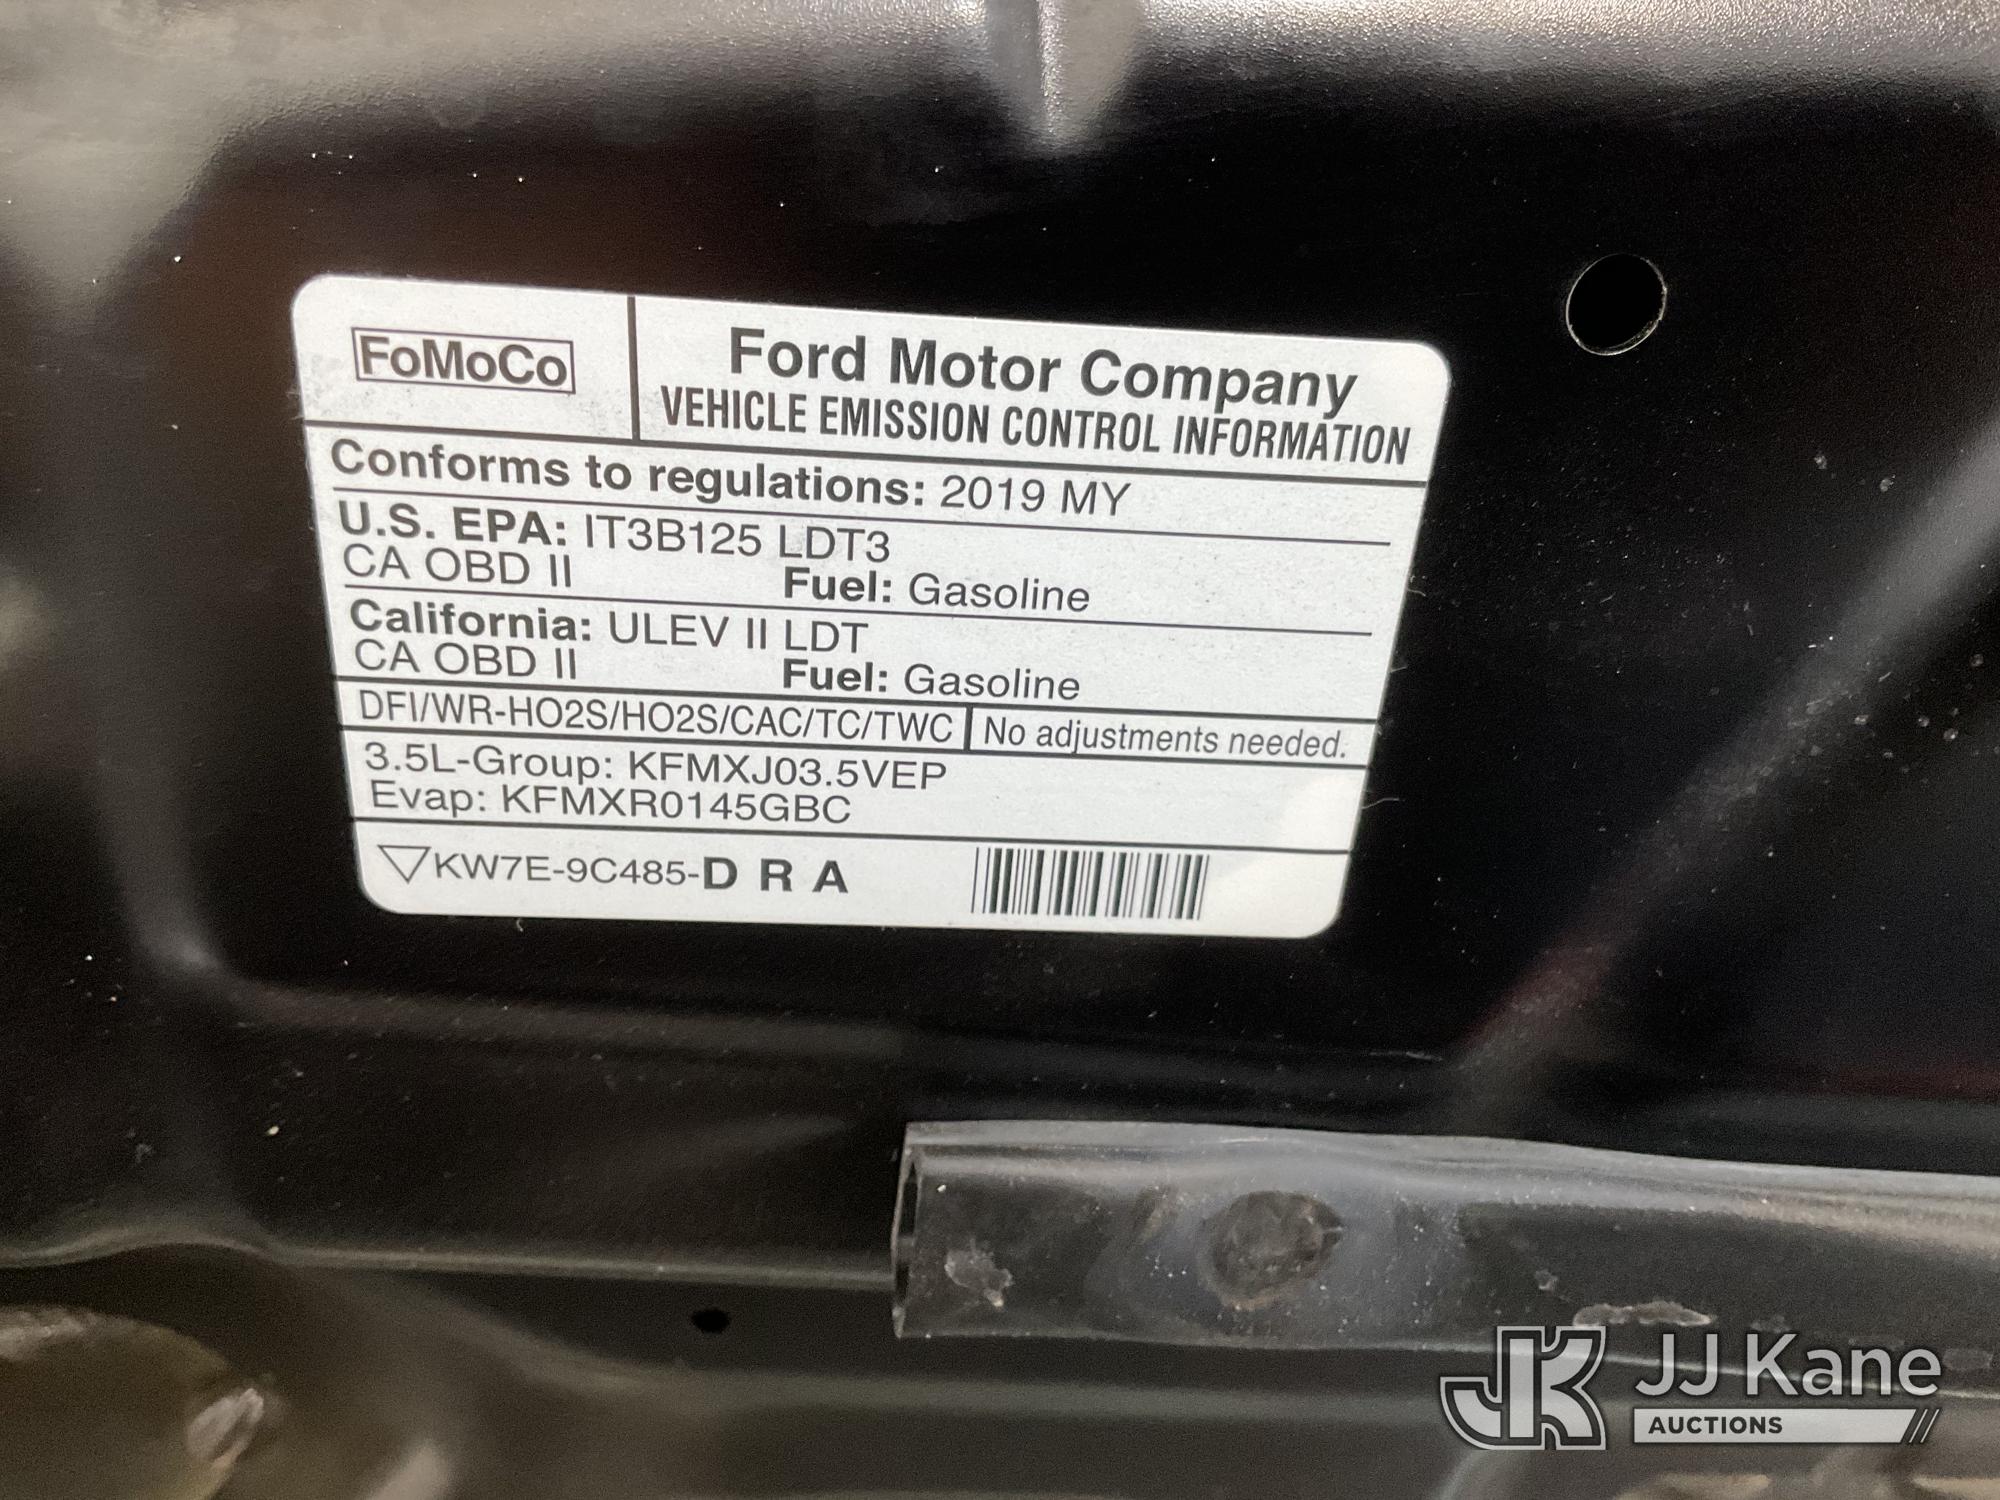 FoMoCo
Ford Motor Company
VEHICLE EMISSION CONTROL INFORMATION
Conforms to regulations: 2019 MY
U.S. EPA: IT3B125 LDT3
CA OBD II Fuel: Gasoline
California: ULEV II LDT
CA OBD II Fuel: Gasoline
DFI/WR-HO2S/HO2S/CAC/TC/TWC No adjustments needed.
3.5L-Group: KFMXJ03.5VEP
Evap: KFMXR0145GBC
KW7E-9C485-D R A
JK JJ Kane
AUCTIONS